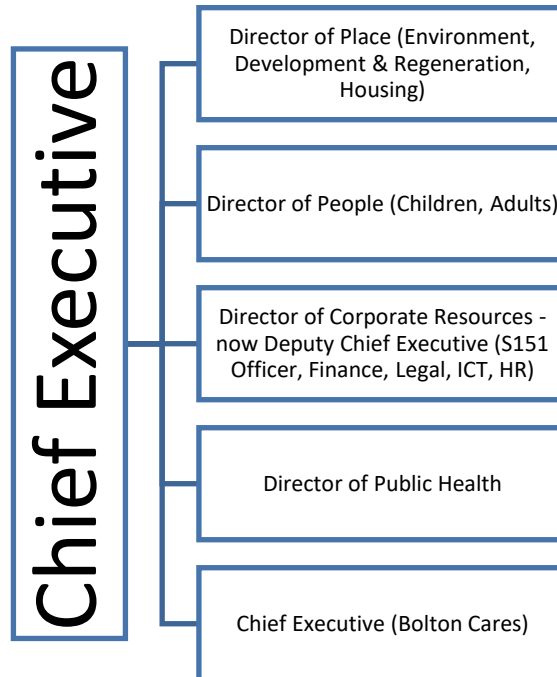 Chief Executive
Director of Place (Environment,
Development & Regeneration,
Housing)
Director of People (Children, Adults)
Director of Corporate Resources -
now Deputy Chief Executive (S151
Officer, Finance, Legal, ICT, HR)
Director of Public Health
Chief Executive (Bolton Cares)